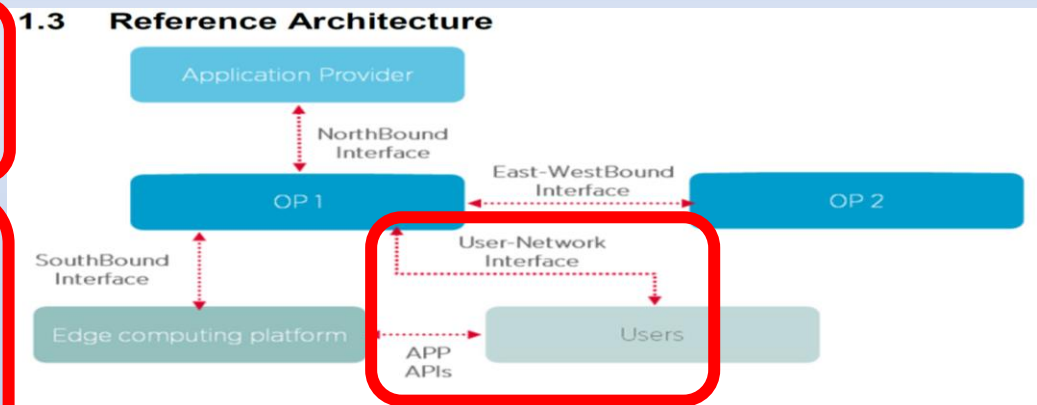 1.3 Reference Architecture
Application Provider
NorthBound
Interface
East-WestBound
Interface
OP 1
OP 2
User-Network
Interface
SouthBound
Interface
Edge computing platform
Users
APP
APIs